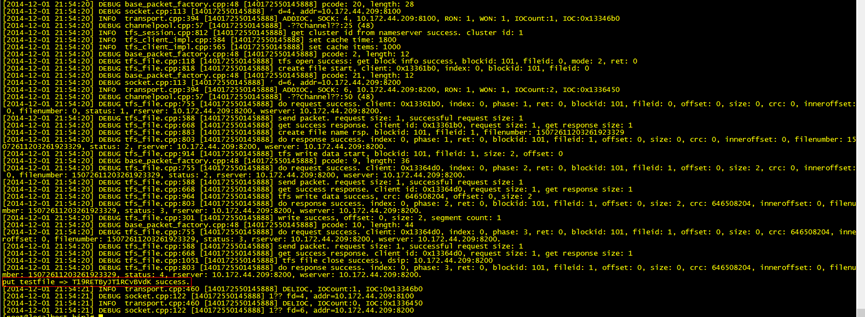 [2014-12-01 21:54:20] DEBUG base_packet_factory.cpp:48 [140172550145888] pcode: 20, length: 28
[2014-12-01 21:54:20] DEBUG socket.cpp:113 [140172550145888] ' d=4, addr=10.172.44.209:8100
[2014-12-01 21:54:20] INFO transport.cpp:394 [140172550145888] ADDIOC, SOCK: 4, 10.172.44.209:8100, RON: 1, WON: 1, IOCount:1, IOC:0x13346b0
[2014-12-01 21:54:20] DEBUG channelpool.cpp:57 [140172550145888] -??Channel??:25 (48)
[2014-12-01 21:54:20] INFO tfs_session.cpp:812 [140172550145888] get cluster id from nameserver success. cluster id: 1
[2014-12-01 21:54:20] INFO tfs_client_impl.cpp:584 [140172550145888] set cache time: 1800
[2014-12-01 21:54:20] INFO tfs_client_impl.cpp:565 [140172550145888] set cache items: 1000
[2014-12-01 21:54:20] DEBUG base_packet_factory.cpp:48 [140172550145888] pcode: 2, length: 12
[2014-12-01 21:54:20] DEBUG tfs_file.cpp:118 [140172550145888] tfs open success: get block info success, blockid: 101, fileid: 0, mode: 2, ret: 0
[2014-12-01 21:54:20] DEBUG tfs_file.cpp:818 [140172550145888] create file start, client: 0x13361b0, index: 0, blockid: 101, fileid: 0
[2014-12-01 21:54:20] DEBUG base_packet_factory.cpp:48 [140172550145888] pcode: 21, length: 12
[2014-12-01 21:54:20] DEBUG socket.cpp:113 [140172550145888] ' d=6, addr=10.172.44.209:8200
[2014-12-01 21:54:20] INFO transport.cpp:394 [140172550145888] ADDIOC, SOCK: 6, 10.172.44.209:8200, RON: 1, WON: 1, IOCount:2, IOC:0x1336450
[2014-12-01 21:54:20] DEBUG channelpool.cpp:57 [140172550145888] -??Channel??:50 (48)
[2014-12-01 21:54:20] DEBUG tfs_file.cpp:755 [140172550145888] do request success. client: 0x13361b0, index: 0, phase: 1, ret: 0, blockid: 101, fileid: 0, offset: 0, size: 0, crc: 0, inneroffset:
0, filenumber: 0, status: 1, rserver: 10.172.44.209:8200, wserver: 10.172.44.209:8200.
[2014-12-01 21:54:20] DEBUG tfs_file.cpp:588 [140172550145888] send packet. request size: 1, successful request size: 1
[2014-12-01 21:54:20] DEBUG tfs_file.cpp:668 [140172550145888] get success response. client id: 0x13361b0, request size: 1, get response size: 1
[2014-12-01 21:54:20] DEBUG tfs_file.cpp:883 [140172550145888] create file name rsp. blockid: 101, fileid: 1, filenumber: 15072611203261923329
[2014-12-01 21:54:20] DEBUG tfs_file.cpp:803 [140172550145888] do response success. index: 0, phase: 1, ret: 0, blockid: 101, fileid: 1, offset: 0, size: 0, crc: 0, inneroffset: 0, filenumber: 15
072611203261923329, status: 2, rserver: 10.172.44.209:8200, wserver: 10.172.44.209:8200.
[2014-12-01 21:54:20] DEBUG tfs_file.cpp:914 [140172550145888] tfs write data start, blockid: 101, fileid: 1, size: 2, offset: 0
[2014-12-01 21:54:20] DEBUG base_packet_factory.cpp:48 [140172550145888] pcode: 9, length: 36
[2014-12-01 21:54:20] DEBUG tfs_file.cpp:755 [140172550145888] do request success. client: 0x13364d0, index: 0, phase: 2, ret: 0, blockid: 101, fileid: 1, offset: 0, size: 2, crc: 0, inneroffset:
0, filenumber: 15072611203261923329, status: 2, rserver: 10.172.44.209:8200, wserver: 10.172.44.209:8200.
[2014-12-01 21:54:20] DEBUG tfs_file.cpp:588 [140172550145888] send packet. request size: 1, successful request size: 1
[2014-12-01 21:54:20] DEBUG tfs_file.cpp:668 [140172550145888] get success response. client id: 0x13364d0, request size: 1, get response size: 1
[2014-12-01 21:54:20] DEBUG tfs_file.cpp:964 [140172550145888] tfs write data success, crc: 646508204, offset: 0, size: 2
[2014-12-01 21:54:20] DEBUG tfs_file.cpp:803 [140172550145888] do response success. index: 0, phase: 2, ret: 0, blockid: 101, fileid: 1, offset: 0, size: 2, crc: 646508204, inneroffset: 0, filenum
ber: 15072611203261923329, status: 3, rserver: 10.172.44.209:8200, wserver: 10.172.44.209:8200.
[2014-12-01 21:54:20] DEBUG tfs_file.cpp:301 [140172550145888] write success, offset: 0, size: 2, segment count: 1
[2014-12-01 21:54:20] DEBUG base_packet_factory.cpp:48 [140172550145888] pcode: 10, length: 44
[2014-12-01 21:54:20] DEBUG tfs_file.cpp:755 [140172550145888] do request success. client: 0x13364d0, index: 0, phase: 3, ret: 0, blockid: 101, fileid: 1, offset: 0, size: 0, crc: 646508204, inne
roffset: 0, filenumber: 15072611203261923329, status: 3, rserver: 10.172.44.209:8200, wserver: 10.172.44.209:8200.
[2014-12-01 21:54:20] DEBUG tfs_file.cpp:588 [140172550145888] send packet. request size: 1, successful request size: 1
[2014-12-01 21:54:20] DEBUG tfs_file.cpp:668 [140172550145888] get success response. client id: 0x13364d0, request size: 1, get response size: 1
[2014-12-01 21:54:21] DEBUG tfs_file.cpp:1051 [140172550145888] tfs file close success, dsip: 10.172.44.209:8200
[2014-12-01 21:54:21] DEBUG tfs_file.cpp:803 [140172550145888] do response success. index: 0, phase: 3, ret: 0, blockid: 101, fileid: 1, offset: 0, size: 0, crc: 646508204, inneroffset: 0, filenu
mber: 15072611203261923329, status: 4, rserver: 10.172.44.209:8200, wserver: 10.172.44.209:8200.
put testfile => T19RETByJT1RCvBVdK success.
[2014-12-01 21:54:21] INFO transport.cpp:460 [140172550145888] DELIOC, IOCount:1, IOC:0x13346b0
[2014-12-01 21:54:21] DEBUG socket.cpp:122 [140172550145888] 1?? fd=4, addr=10.172.44.209:8100
[2014-12-01 21:54:21] INFO transport.cpp:460 [140172550145888] DELIOC, IOCount:0, IOC:0x1336450
[2014-12-01 21:54:21] DEBUG socket.cpp:122 [140172550145888] 1?? fd=6, addr=10.172.44.209:8200